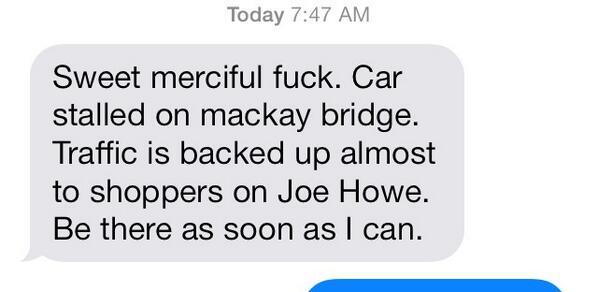 Today 7:47 AM
Sweet merciful fuck. Car
stalled on mackay bridge.
Traffic is backed up almost
to shoppers on Joe Howe.
Be there as soon as I can.